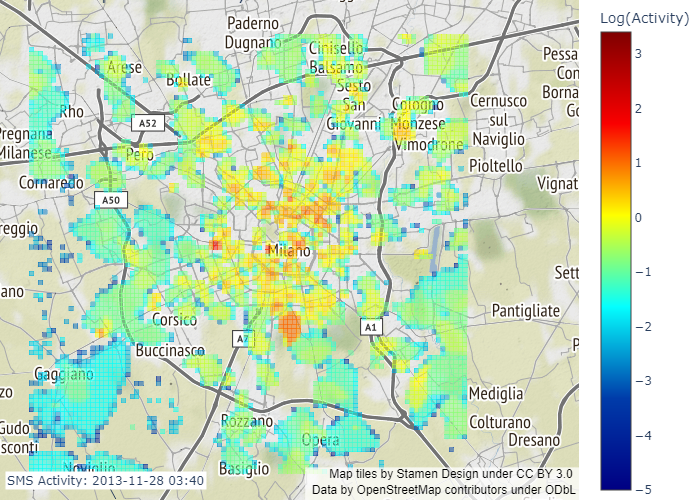 Log(Activity)
3
2
1
0
−1
−2
−3
−4
−5
Paderno
Dugnano
Cinisello
Balsamo
Arese
Bollate
Sesto
San
Giovanni
Cologno
Monzese
Vimodrone
Cernusco
sul
Naviglio
Pessa
Con
Borna
Go
Rho
A52
Pregnana
Milanese
Pero
Pioltello
Cornaredo
A50
Vignat
reggio
Milano
Sett
ano
Pantigliate
Corsico
A7
A1
Buccinasco
P
Gaggiano
zo
Mediglia
Gudo
sconti
Rozzano
Opera
Colturano
Dresano
Noviglio
Basiglio
SMS Activity: 2013-11-28 03:40
Map tiles by Stamen Design under CC BY 3.0
Data by OpenStreetMap contributors under ODbL